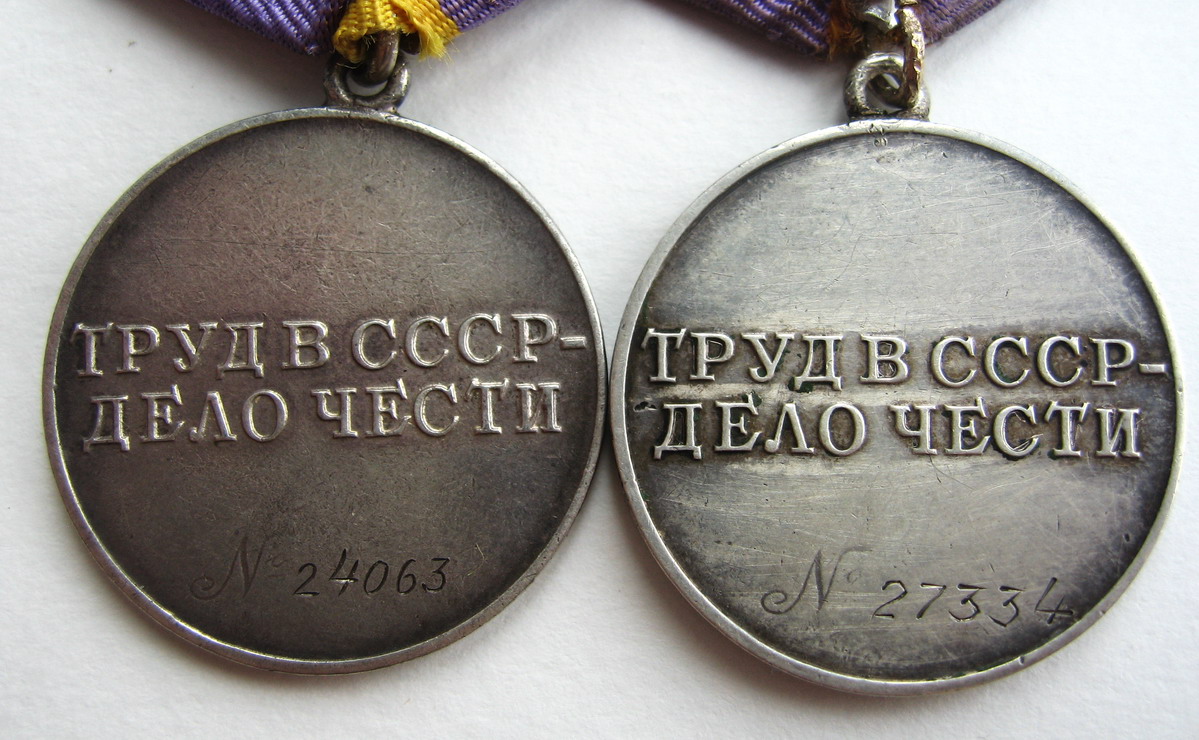 ТРУД В СССР-
ДЕЛО ЧЕСТИ
№ 24063
ТРУД В СССР-
ДЕЛО ЧЕСТИ
№ 27334